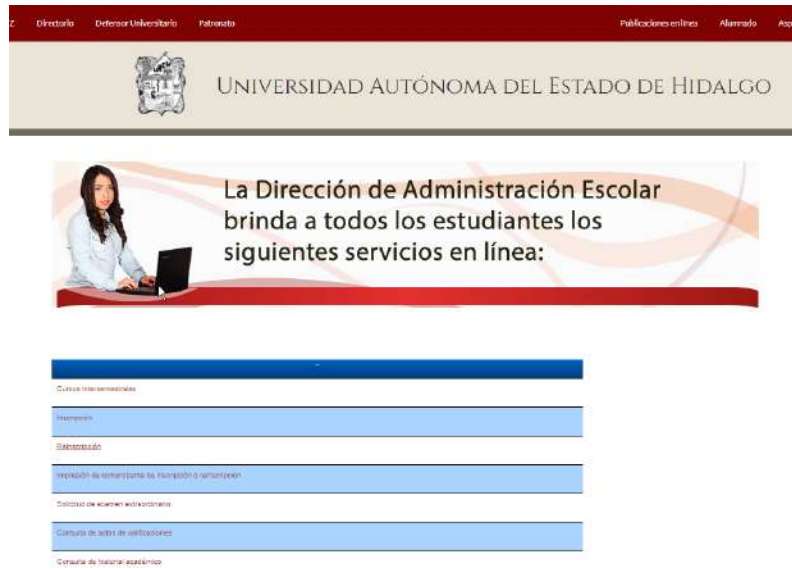 Z Directorio Defensor Universitario Patronato Publicaciones en línea Alumnado Asp
UNIVERSIDAD AUTÓNOMA DEL ESTADO DE HIDALGO
La Dirección de Administración Escolar
brinda a todos los estudiantes los
siguientes servicios en línea:
Cursos intersemestrales
Inscripción
Reinscripción
Impresión de comprobante de inscripción o reinscripción
Solicitud de examen extraordinario
Consulta de actas de calificaciones
Consulta de historial académico